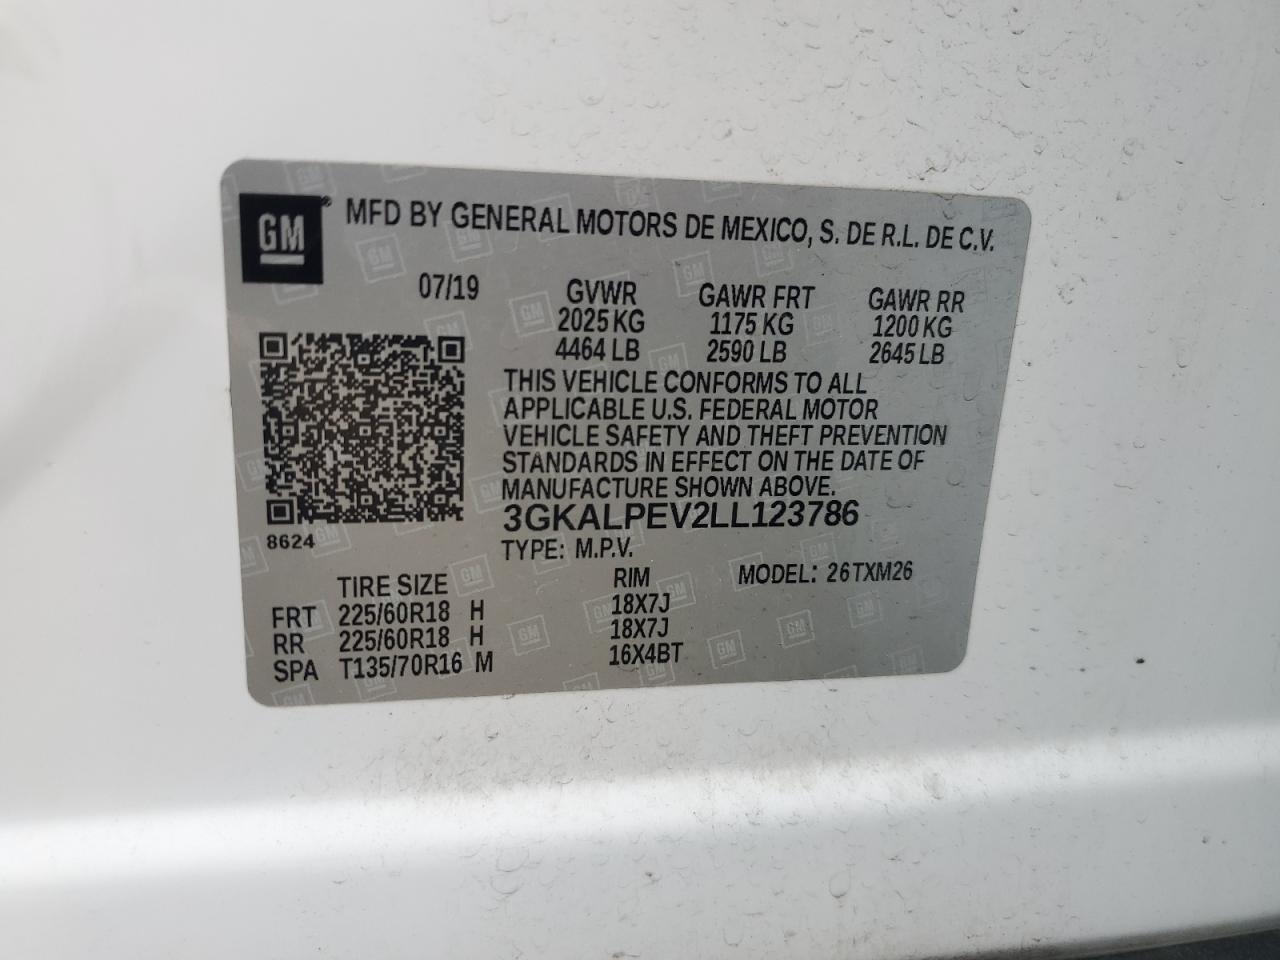 GM® MFD BY GENERAL MOTORS DE MEXICO, S. DE R.L. DE C.V.
07/19 GVWR GAWR FRT GAWR RR
2025 KG 1175 KG 1200 KG
4464 LB 2590 LB 2645 LB
THIS VEHICLE CONFORMS TO ALL
APPLICABLE U.S. FEDERAL MOTOR
VEHICLE SAFETY AND THEFT PREVENTION
STANDARDS IN EFFECT ON THE DATE OF
MANUFACTURE SHOWN ABOVE.
3GKALPEV2LL123786
8624
TYPE: M.P.V.
TIRE SIZE RIM MODEL: 26TXM26
FRT 225/60R18 H 18X7J
RR 225/60R18 H 18X7J
SPA T135/70R16 M 16X4BT